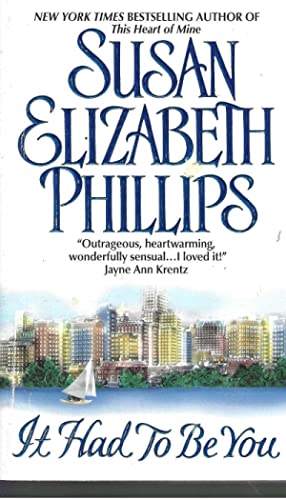 NEW YORK TIMES BESTSELLING AUTHOR OF
This Heart of Mine
SUSAN
ELIZABETH
PHILLIPS
"Outrageous, heartwarming,
wonderfully sensual...I loved it!"
Jayne Ann Krentz
It Had To Be You